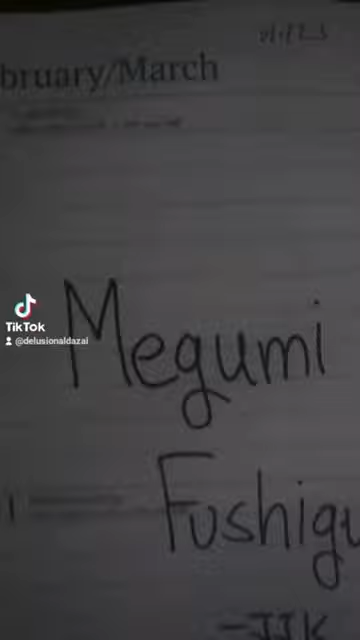 bruary/March
TikTok
@delusionaldazai
Megumi
Fushigu
-JJK